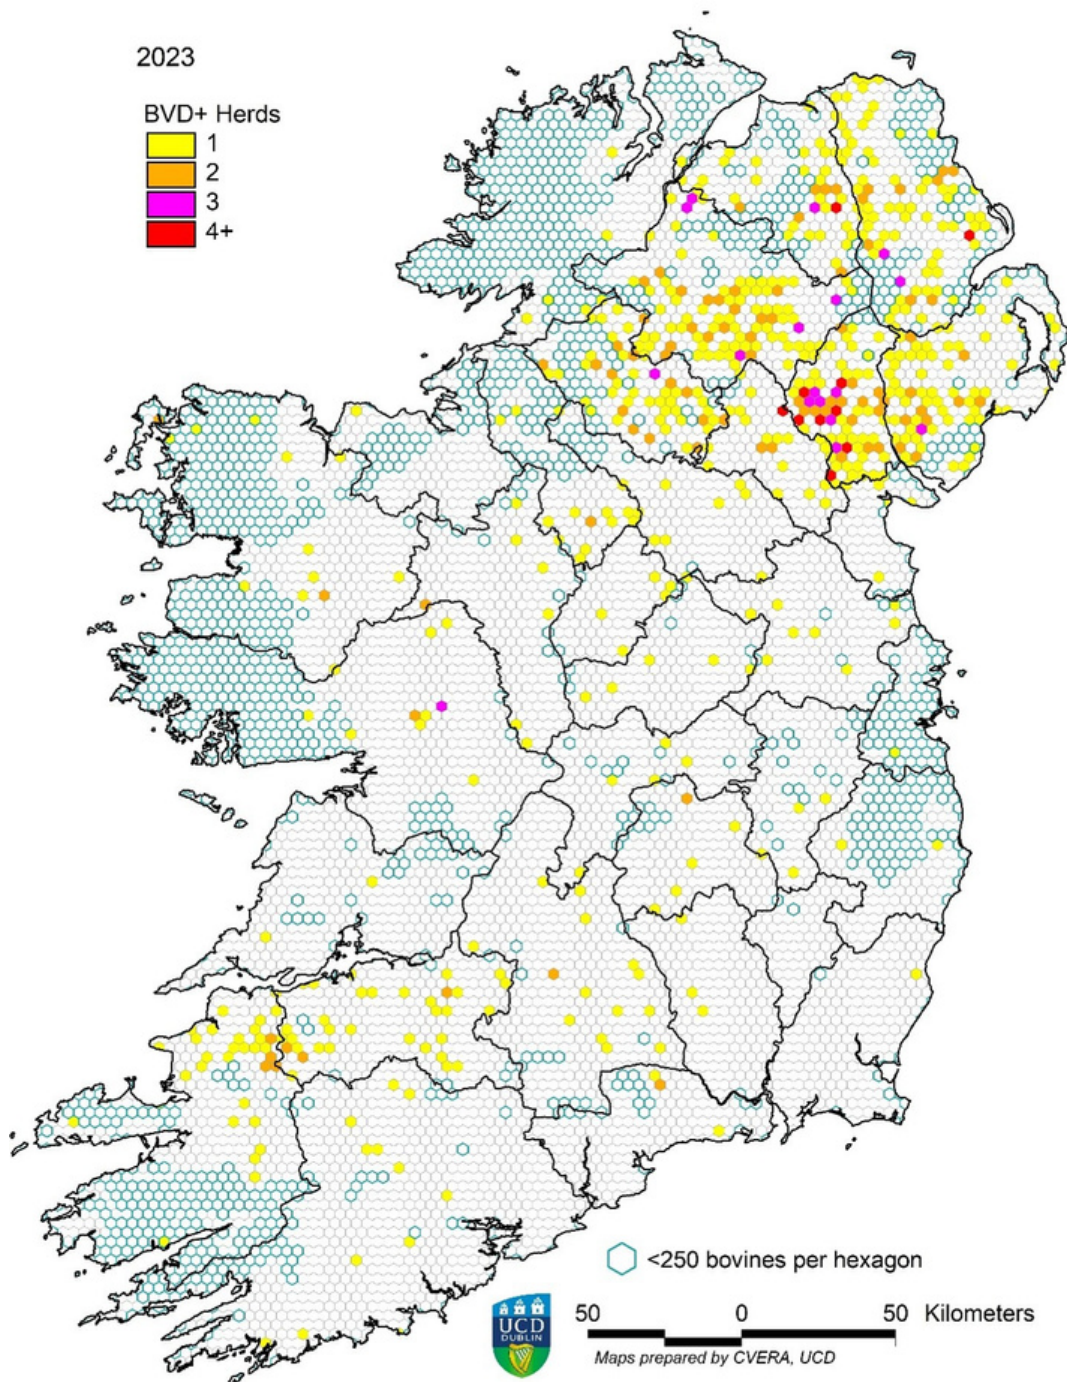 2023
BVD+ Herds
1
2
3
4+
<250 bovines per hexagon
UCD
DUBLIN
50 0 50 Kilometers
Maps prepared by CVERA, UCD